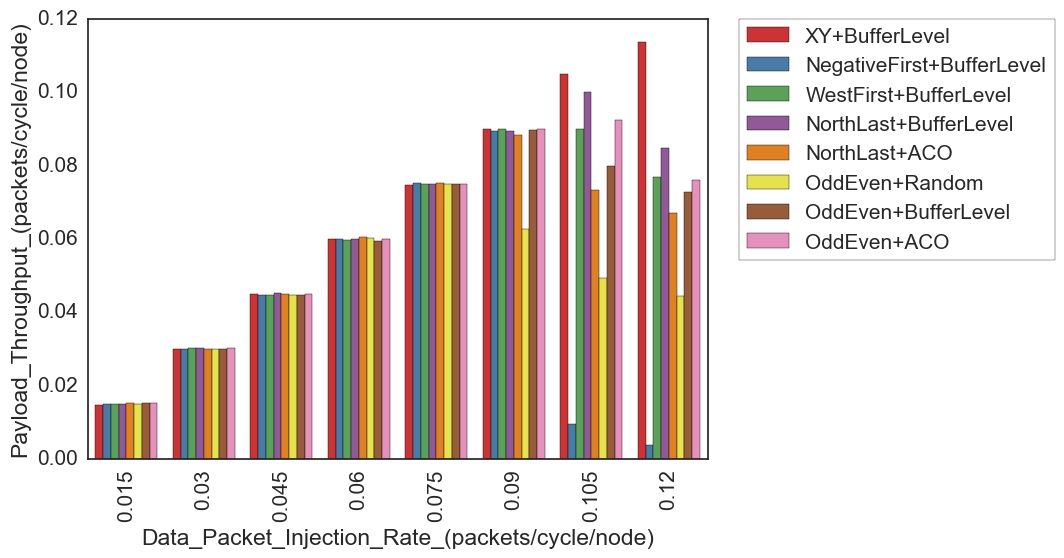 Payload_Throughput_(packets/cycle/node)
0.12
0.10
0.08
0.06
0.04
0.02
0.00
0.015
0.03
0.045
0.06
0.075
0.09
0.105
0.12
Data_Packet_Injection_Rate_(packets/cycle/node)
XY+BufferLevel
NegativeFirst+BufferLevel
WestFirst+BufferLevel
NorthLast+BufferLevel
NorthLast+ACO
OddEven+Random
OddEven+BufferLevel
OddEven+ACO